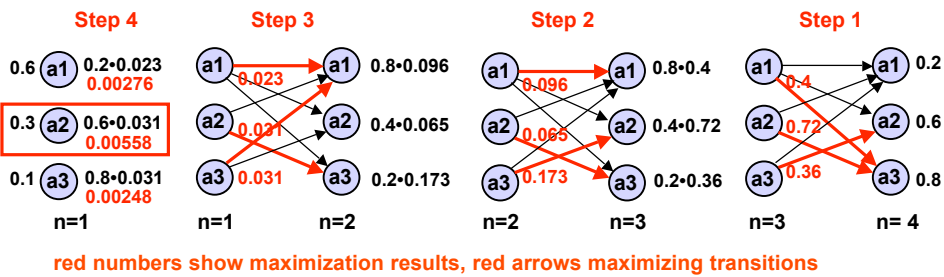 Step 4 Step 3 Step 2 Step 1
0.6 a1 0.2•0.023
0.00276
0.3 a2 0.6•0.031
0.00558
0.1 a3 0.8•0.031
0.00248
n=1
a1 0.023 a1 0.8•0.096
a2 0.031 a2 0.4•0.065
a3 0.031 a3 0.2•0.173
n=1 n=2
a1 0.096 a1 0.8•0.4
a2 0.065 a2 0.4•0.72
a3 0.173 a3 0.2•0.36
n=2 n=3
a1 0.4 a1 0.2
a2 0.72 a2 0.6
a3 0.36 a3 0.8
n=3 n= 4
red numbers show maximization results, red arrows maximizing transitions